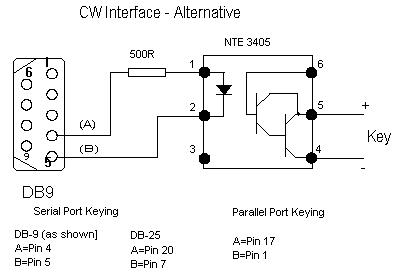 CW Interface - Alternative
500R
NTE 3405
6
1
9
5
(A)
(B)
1
2
3
6
5
4
+
Key
-
DB9
Serial Port Keying
Parallel Port Keying
DB-9 (as shown]
A=Pin 4
B=Pin 5
DB-25
A=Pin 20
B=Pin 7
A=Pin 17
B=Pin 1